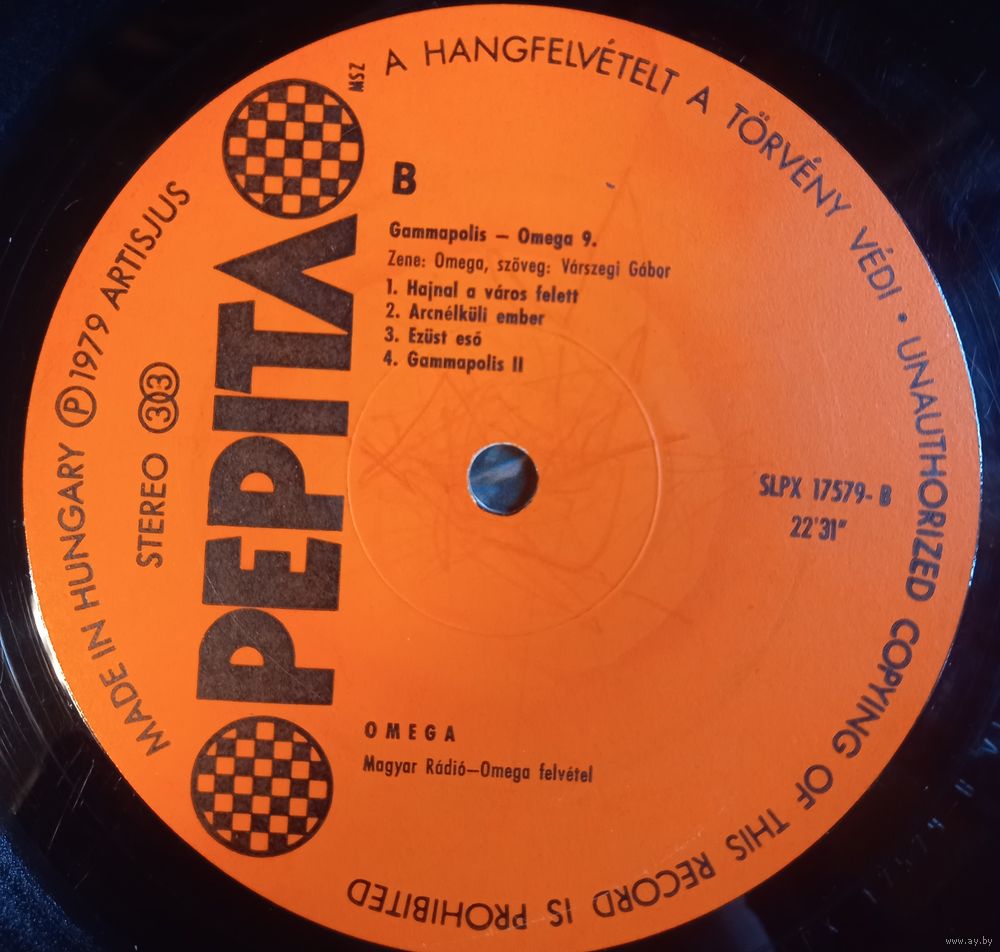 A HANGFELVÉTELT A TÖRVÉNY VÉDI • UNAUTHORIZED COPYING OF THIS RECORD IS PROHIBITED
MADE IN HUNGARY Ⓟ 1979 ARTISJUS
MSZ
STEREO 33
PEPITA
B
Gammapolis – Omega 9.
Zene: Omega, szöveg: Várszegi Gábor
1. Hajnal a város felett
2. Arcnélküli ember
3. Ezüst eső
4. Gammapolis II
SLPX 17579- B
22'31"
OMEGA
Magyar Rádió–Omega felvétel
www.ay.by